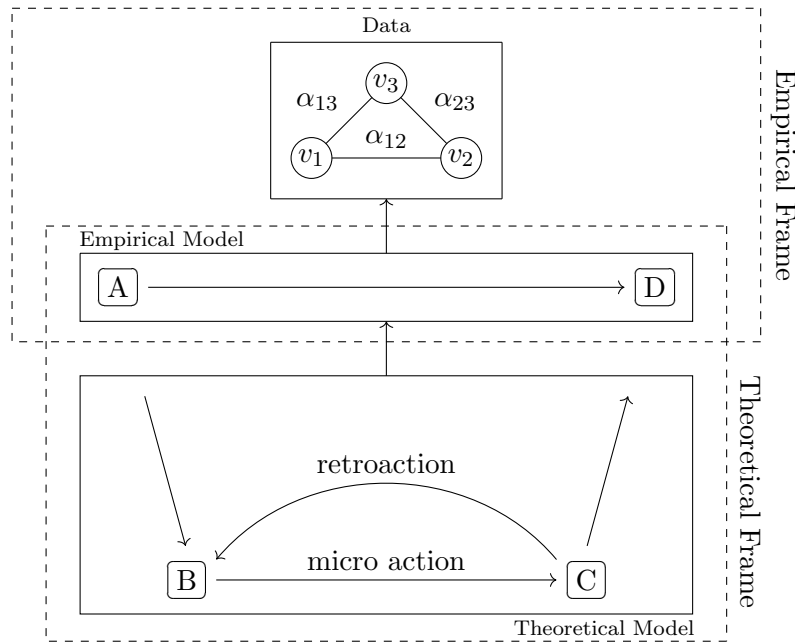 Data
v₃
α₁₃
α₂₃
α₁₂
v₁
v₂
Empirical Frame
Empirical Model
A
D
Theoretical Frame
retroaction
micro action
B
C
Theoretical Model